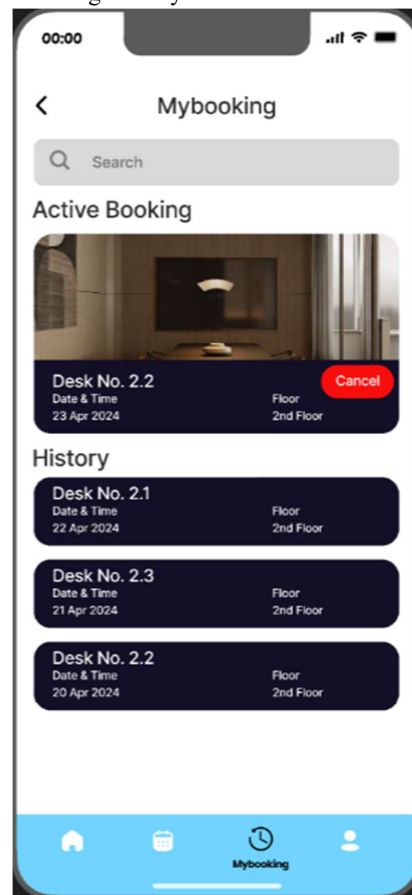 00:00
Mybooking
Search
Active Booking
Desk No. 2.2
Cancel
Date & Time Floor
23 Apr 2024 2nd Floor
History
Desk No. 2.1
Date & Time Floor
22 Apr 2024 2nd Floor
Desk No. 2.3
Date & Time Floor
21 Apr 2024 2nd Floor
Desk No. 2.2
Date & Time Floor
20 Apr 2024 2nd Floor
Mybooking